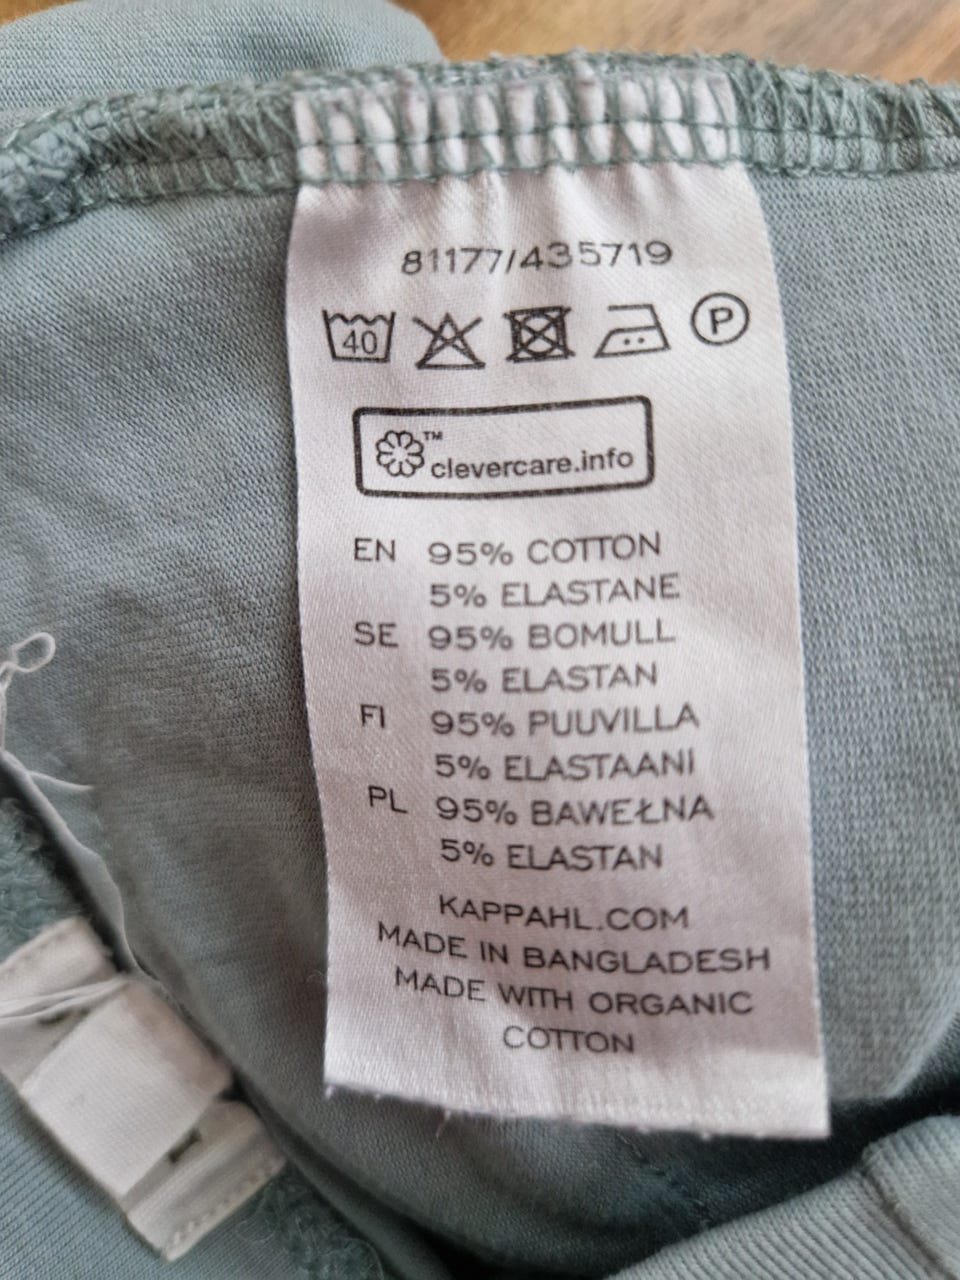 81177/435719
40 P
™
clevercare.info
EN 95% COTTON
5% ELASTANE
SE 95% BOMULL
5% ELASTAN
FI 95% PUUVILLA
5% ELASTAANI
PL 95% BAWEŁNA
5% ELASTAN
KAPPAHL.COM
MADE IN BANGLADESH
MADE WITH ORGANIC
COTTON